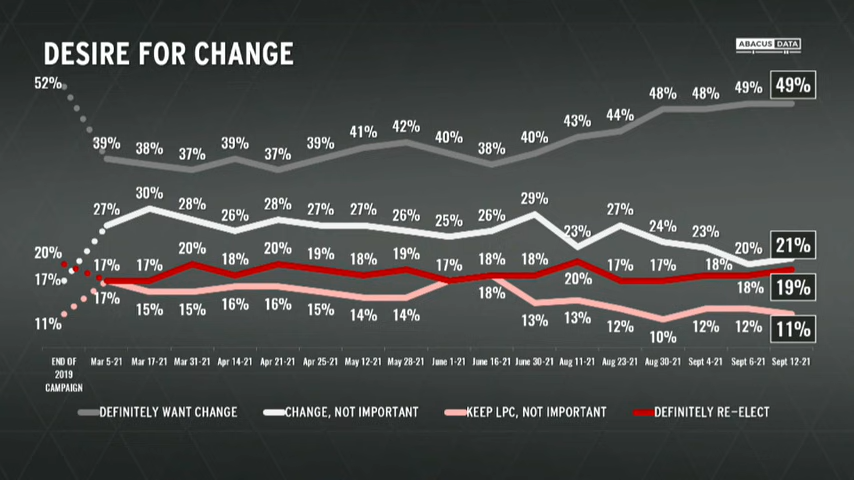 DESIRE FOR CHANGE
ABACUS DATA
52% 39% 38% 37% 39% 37% 39% 41% 42% 40% 38% 40% 43% 44% 48% 48% 49% 49%
17% 27% 30% 28% 26% 28% 27% 27% 26% 25% 26% 29% 23% 27% 24% 23% 20% 21%
20% 17% 17% 20% 18% 20% 19% 18% 19% 17% 18% 18% 20% 17% 17% 18% 18% 19%
11% 17% 15% 15% 16% 16% 15% 14% 14% 18% 13% 13% 12% 10% 12% 12% 11%
END OF 2019 CAMPAIGN Mar 5-21 Mar 17-21 Mar 31-21 Apr 14-21 Apr 21-21 Apr 25-21 May 12-21 May 28-21 June 1-21 June 16-21 June 30-21 Aug 11-21 Aug 23-21 Aug 30-21 Sept 4-21 Sept 6-21 Sept 12-21
DEFINITELY WANT CHANGE CHANGE, NOT IMPORTANT KEEP LPC, NOT IMPORTANT DEFINITELY RE-ELECT